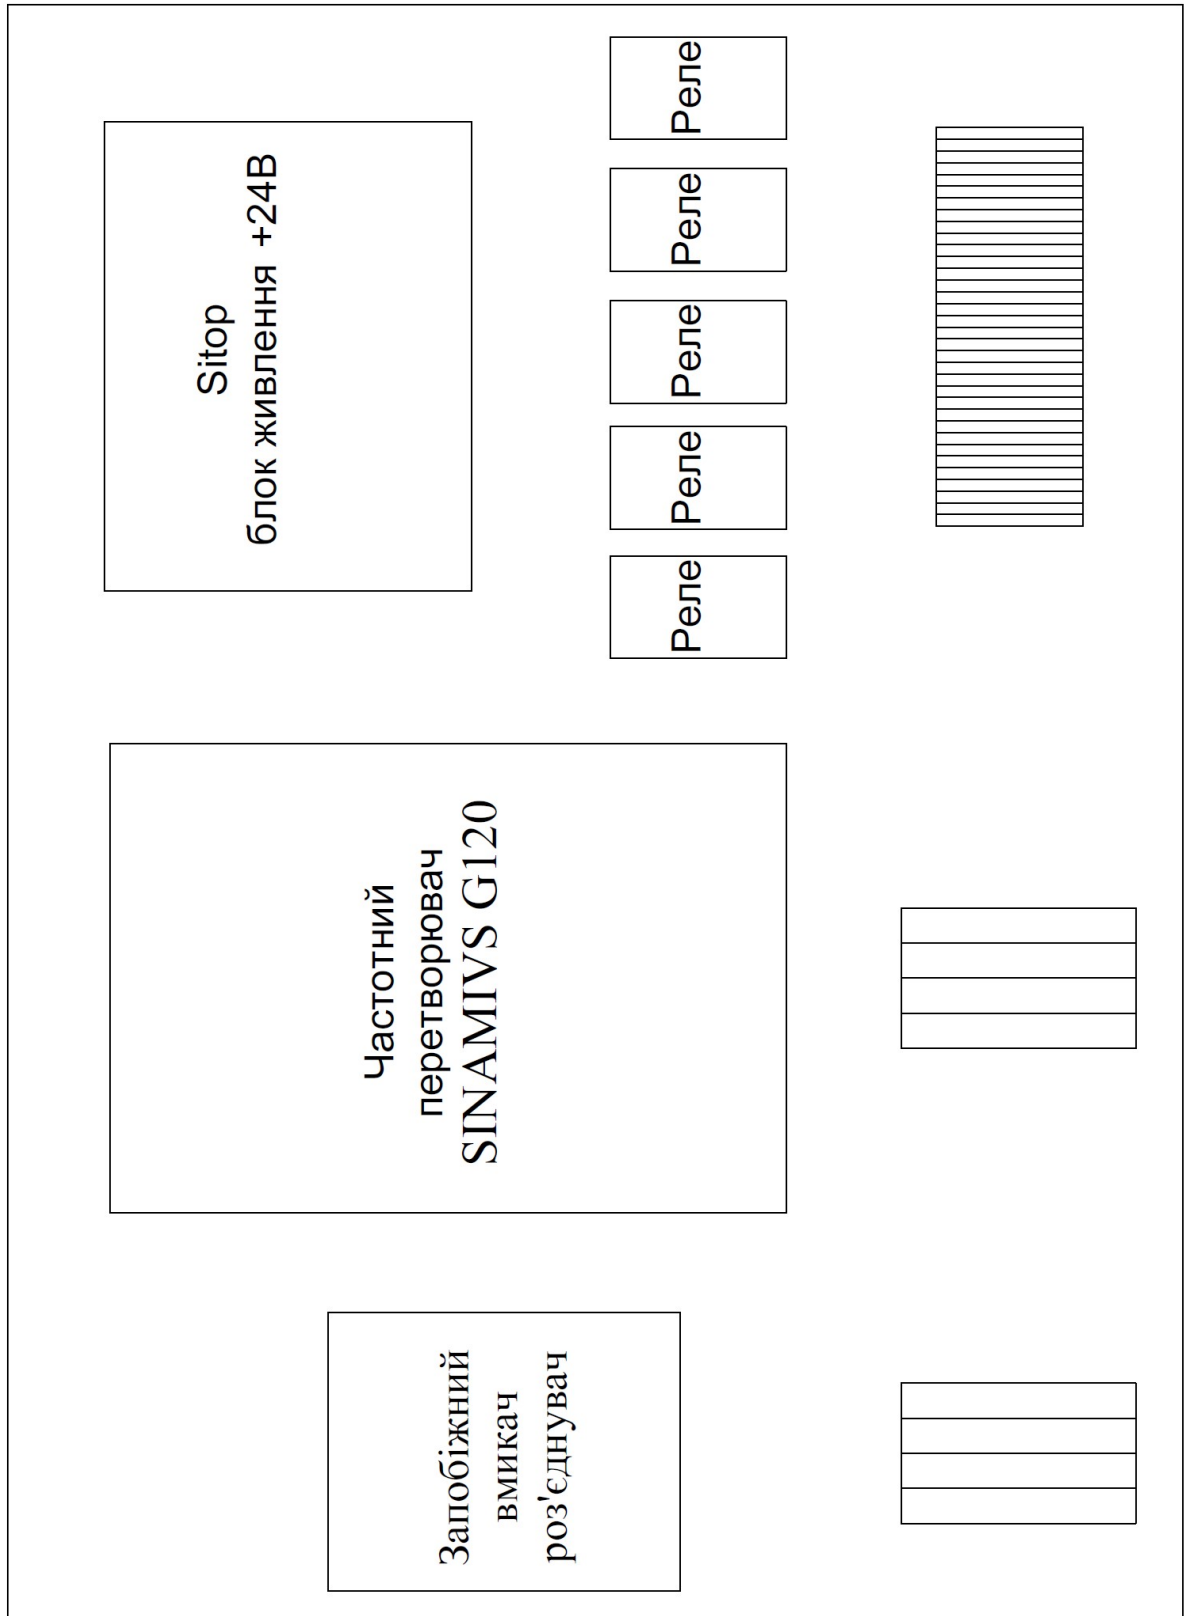 Запобіжний
вмикач
роз'єднувач
Частотний
перетворювач
SINAMIVS G120
Sitop
блок живлення +24В
Реле
Реле
Реле
Реле
Реле